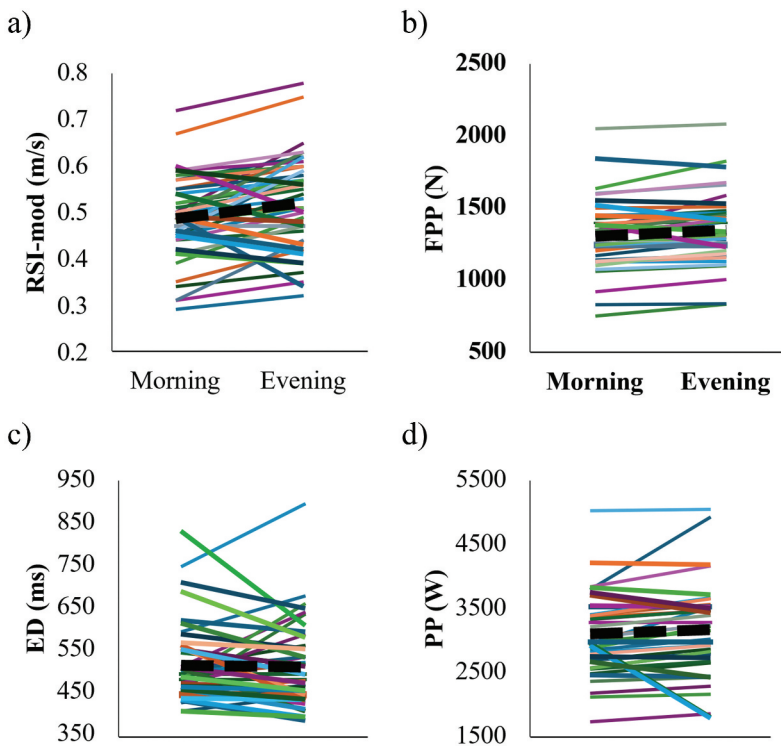 a)
0.8
0.7
0.6
0.5
0.4
0.3
0.2
RSI-mod (m/s)
Morning Evening
b)
2500
2000
1500
1000
500
FPP (N)
Morning Evening
c)
950
850
750
650
550
450
350
ED (ms)
d)
5500
4500
3500
2500
1500
PP (W)